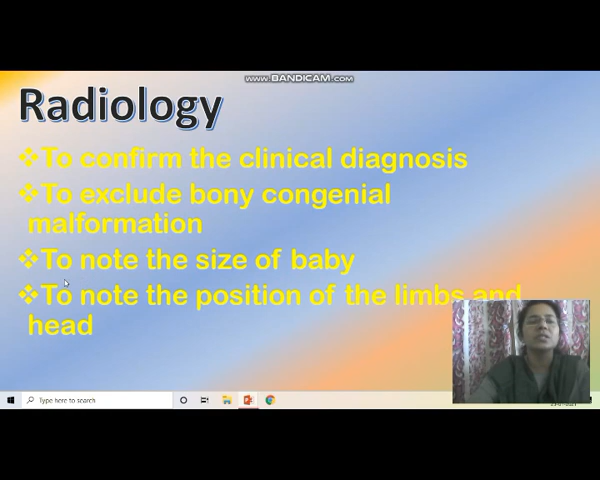 WWW.BANDICAM.COM
Radiology
❖To confirm the clinical diagnosis
❖To exclude bony congenial
malformation
❖To note the size of baby
❖To note the position of the limbs and
head
Type here to search